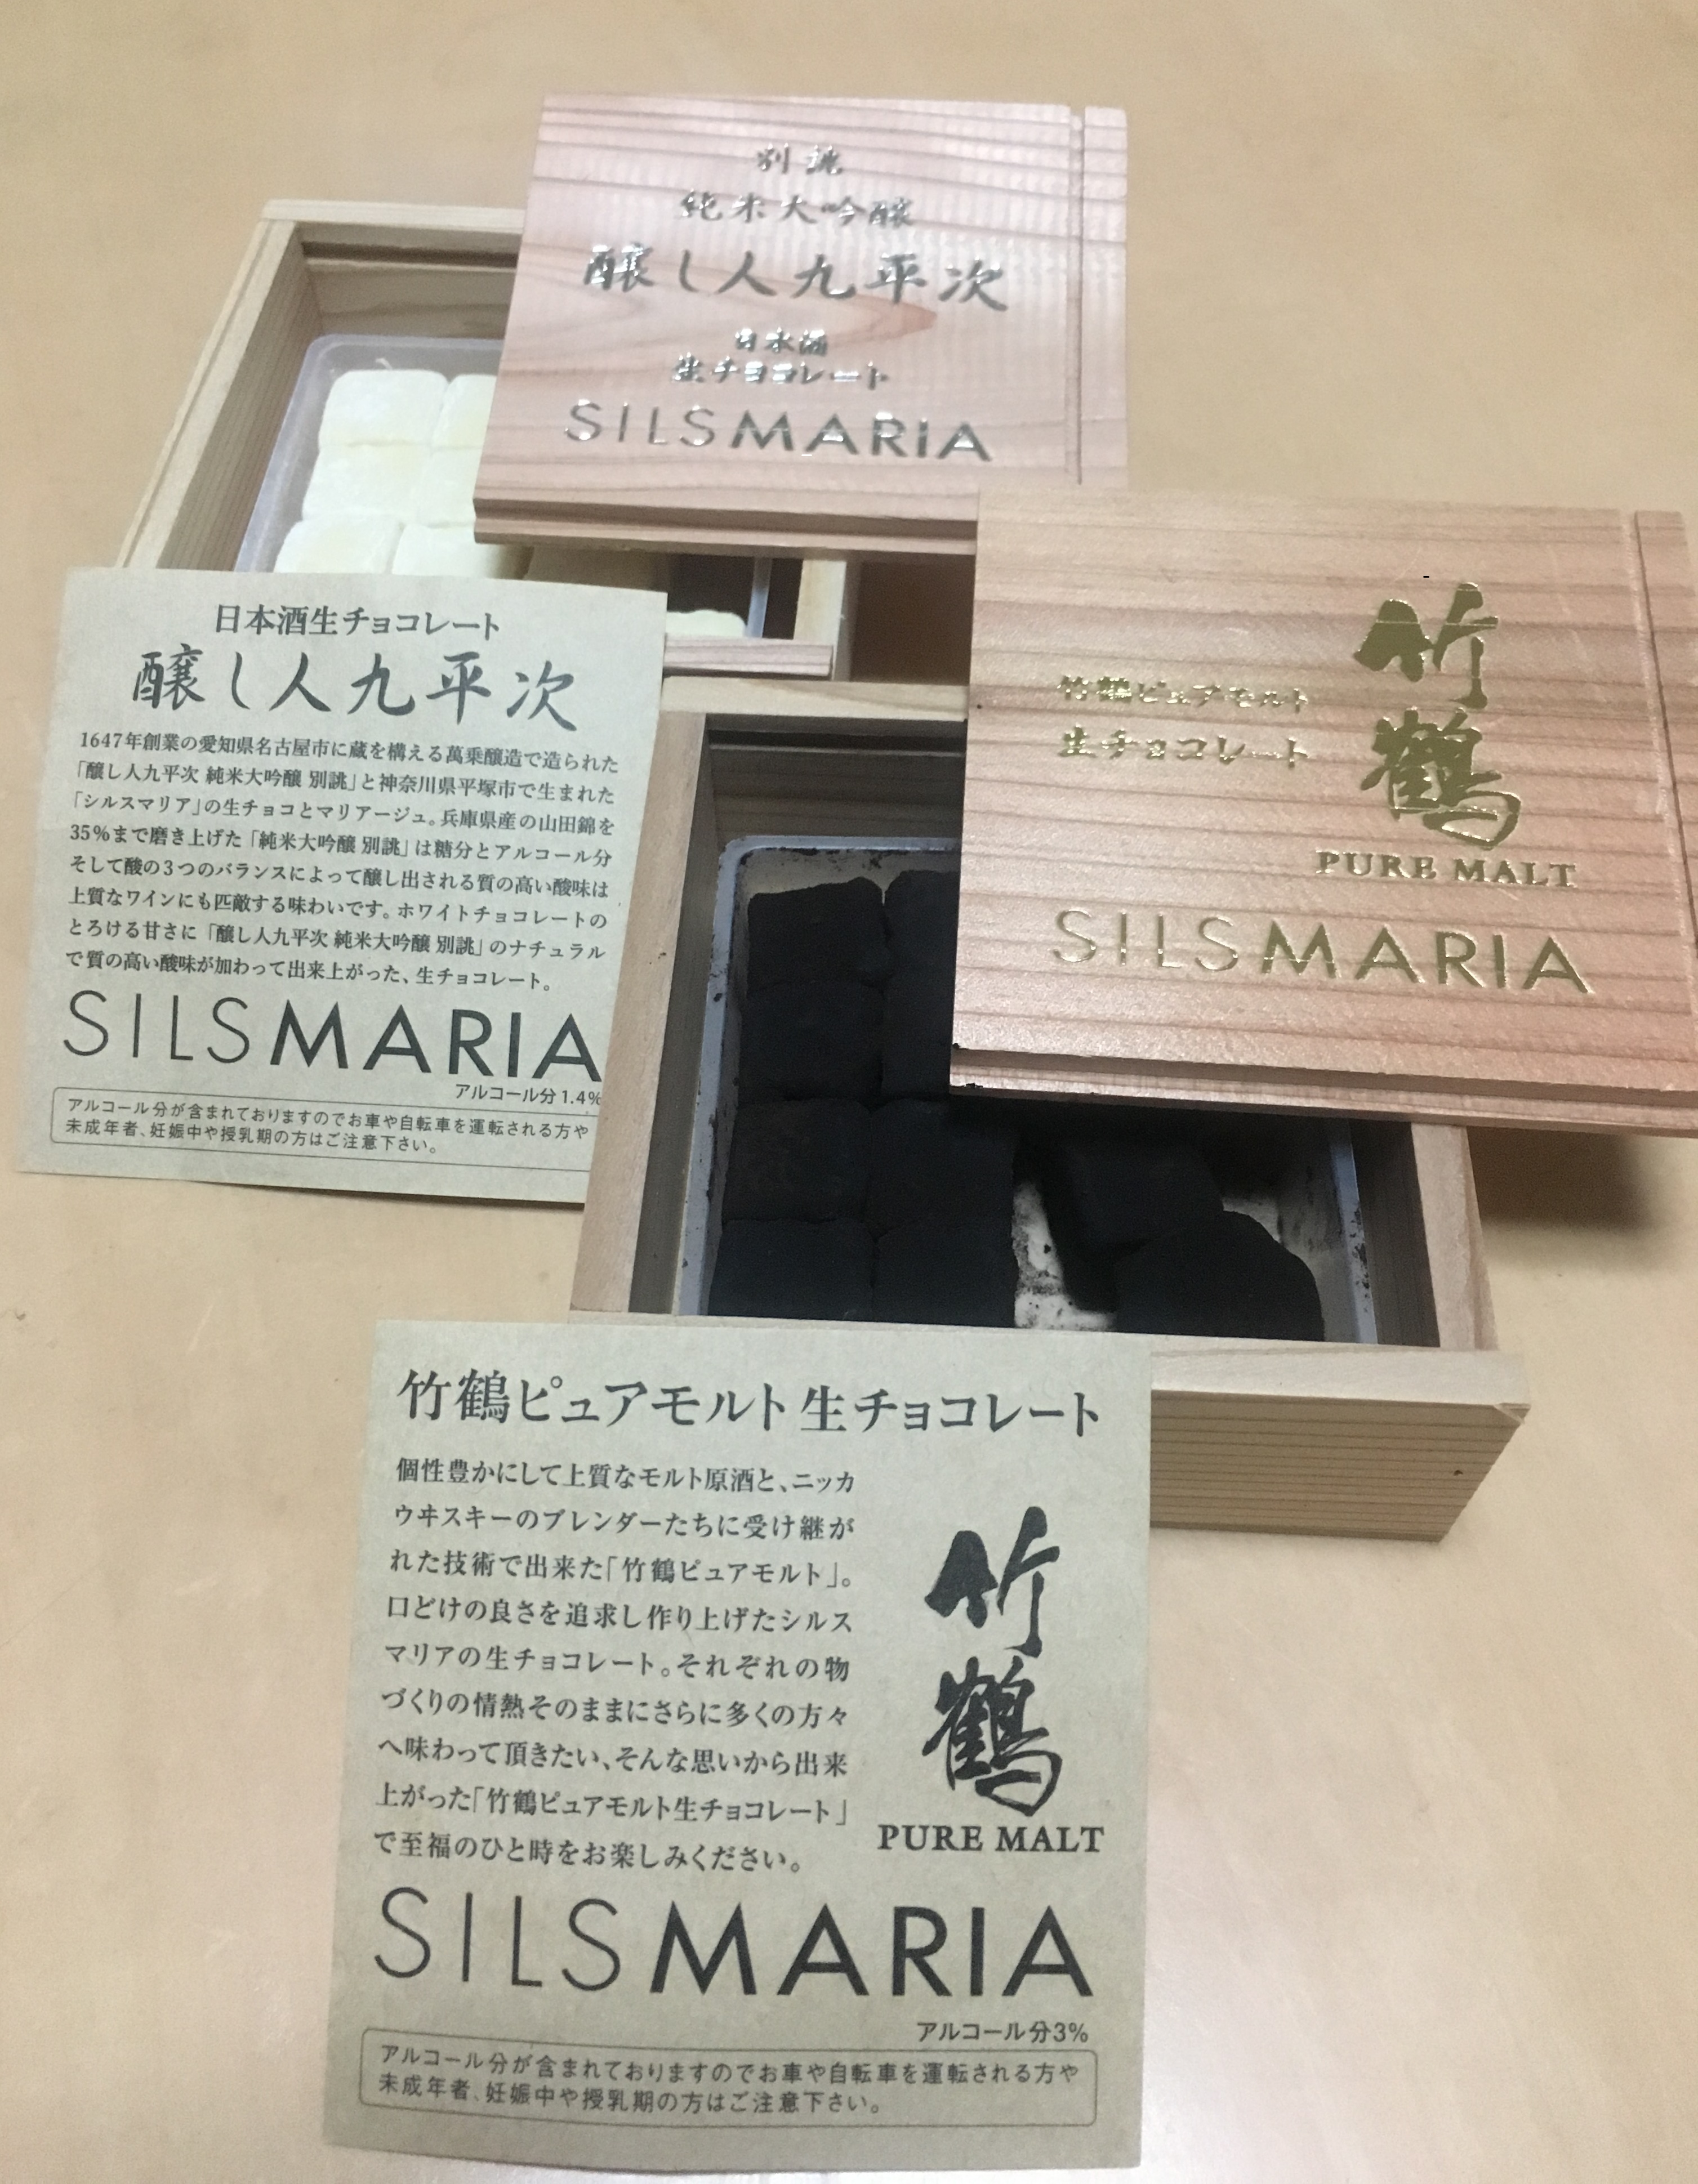 別誂
純米大吟醸
醸し人九平次
日本酒
生チョコレート
SILSMARIA
竹鶴
竹鶴ピュアモルト
生チョコレート
PURE MALT
SILSMARIA
日本酒生チョコレート
醸し人九平次
1647年創業の愛知県名古屋市に蔵を構える萬乗醸造で造られた
「醸し人九平次 純米大吟醸 別誂」と神奈川県平塚市で生まれた
「シルスマリア」の生チョコとマリアージュ。兵庫県産の山田錦を
35%まで磨き上げた「純米大吟醸 別誂」は糖分とアルコール分
そして酸の3つのバランスによって醸し出される質の高い酸味は
上質なワインにも匹敵する味わいです。ホワイトチョコレートの
とろける甘さに「醸し人九平次 純米大吟醸 別誂」のナチュラル
で質の高い酸味が加わって出来上がった、生チョコレート。
SILSMARIA
アルコール分1.4%
アルコール分が含まれておりますのでお車や自転車を運転される方や
未成年者、妊娠中や授乳期の方はご注意下さい。
竹鶴ピュアモルト生チョコレート
個性豊かにして上質なモルト原酒と、ニッカ
ウヰスキーのブレンダーたちに受け継が
れた技術で出来た「竹鶴ピュアモルト」。
口どけの良さを追求し作り上げたシルス
マリアの生チョコレート。それぞれの物
づくりの情熱そのままにさらに多くの方々
へ味わって頂きたい、そんな思いから出来
上がった「竹鶴ピュアモルト生チョコレート」
で至福のひと時をお楽しみください。
竹鶴
PURE MALT
SILSMARIA
アルコール分3%
アルコール分が含まれておりますのでお車や自転車を運転される方や
未成年者、妊娠中や授乳期の方はご注意下さい。